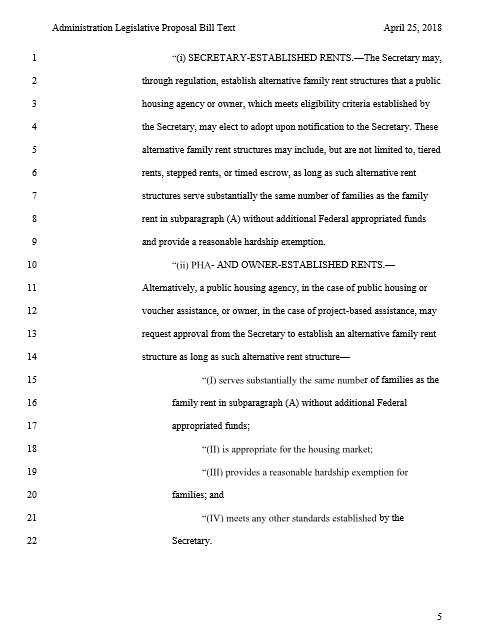 Administration Legislative Proposal Bill Text April 25, 2018
1 “(i) SECRETARY-ESTABLISHED RENTS.—The Secretary may,
2 through regulation, establish alternative family rent structures that a public
3 housing agency or owner, which meets eligibility criteria established by
4 the Secretary, may elect to adopt upon notification to the Secretary. These
5 alternative family rent structures may include, but are not limited to, tiered
6 rents, stepped rents, or timed escrow, as long as such alternative rent
7 structures serve substantially the same number of families as the family
8 rent in subparagraph (A) without additional Federal appropriated funds
9 and provide a reasonable hardship exemption.
10 “(ii) PHA- AND OWNER-ESTABLISHED RENTS.—
11 Alternatively, a public housing agency, in the case of public housing or
12 voucher assistance, or owner, in the case of project-based assistance, may
13 request approval from the Secretary to establish an alternative family rent
14 structure as long as such alternative rent structure—
15 “(I) serves substantially the same number of families as the
16 family rent in subparagraph (A) without additional Federal
17 appropriated funds;
18 “(II) is appropriate for the housing market;
19 “(III) provides a reasonable hardship exemption for
20 families; and
21 “(IV) meets any other standards established by the
22 Secretary.
5